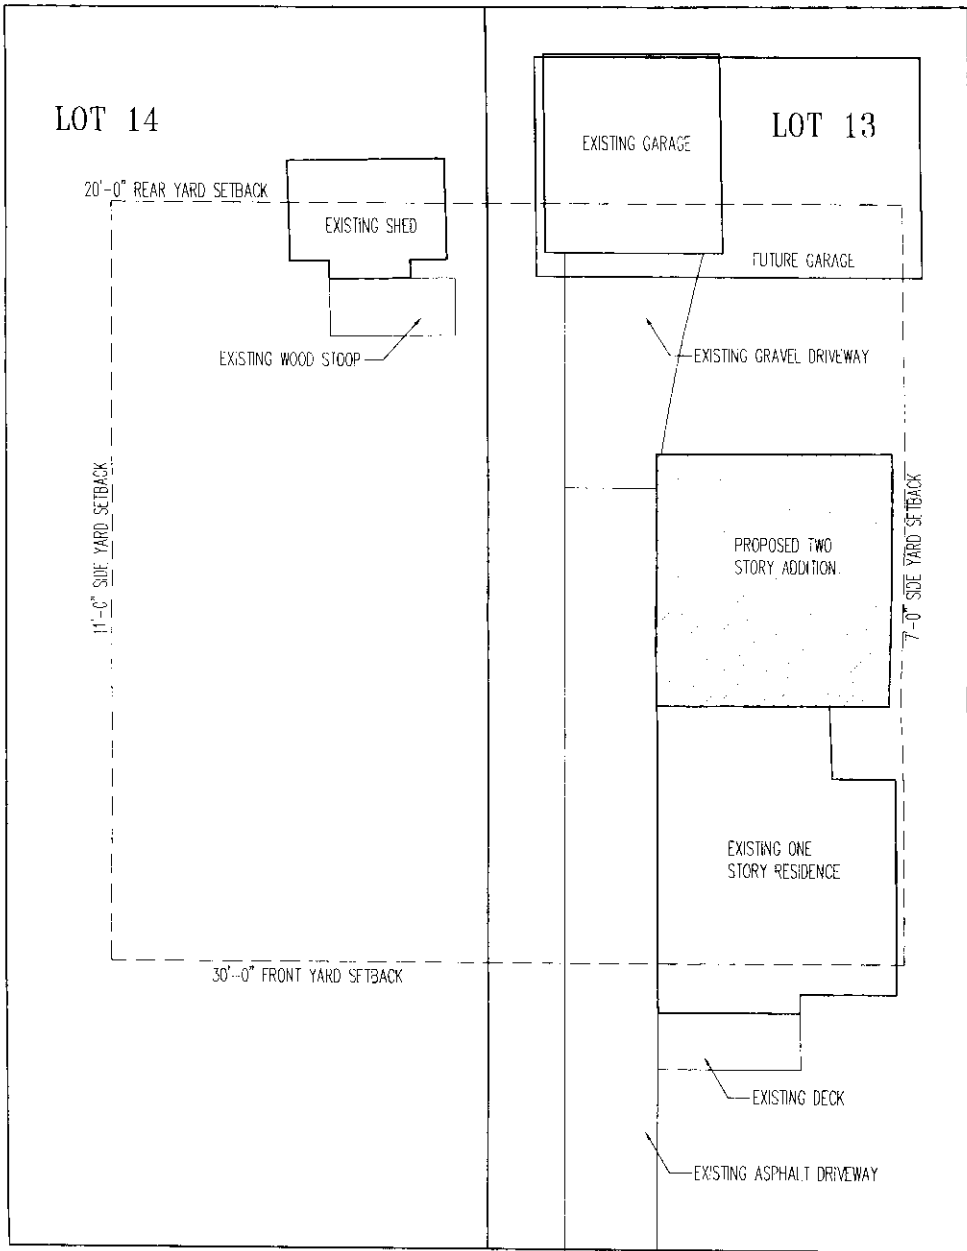 LOT 14
LOT 13
EXISTING GARAGE
20'-0" REAR YARD SETBACK
EXISTING SHED
FUTURE GARAGE
EXISTING WOOD STOOP
EXISTING GRAVEL DRIVEWAY
11'-0" SIDE YARD SETBACK
7'-0" SIDE YARD SETBACK
PROPOSED TWO
STORY ADDITION
EXISTING ONE
STORY RESIDENCE
30'-0" FRONT YARD SETBACK
EXISTING DECK
EXISTING ASPHALT DRIVEWAY